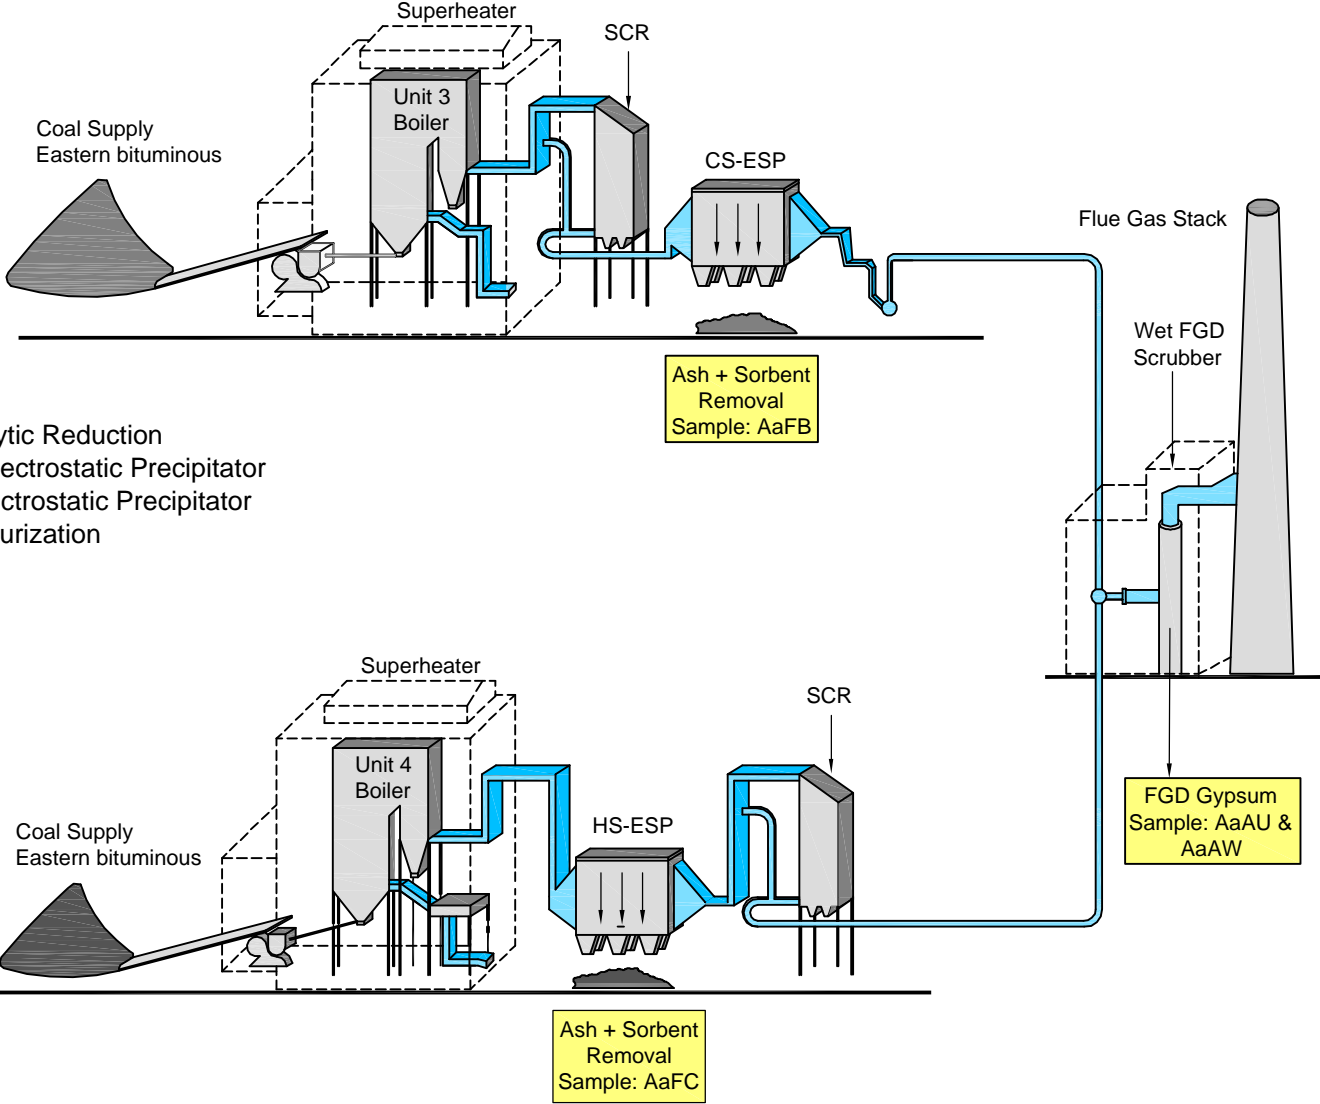 Superheater
SCR
Unit 3
Boiler
Coal Supply
Eastern bituminous
CS-ESP
Flue Gas Stack
Wet FGD
Scrubber
Ash + Sorbent
Removal
Sample: AaFB
ytic Reduction
ectrostatic Precipitator
ctrostatic Precipitator
urization
Superheater
SCR
Unit 4
Boiler
Coal Supply
Eastern bituminous
HS-ESP
FGD Gypsum
Sample: AaAU &
AaAW
Ash + Sorbent
Removal
Sample: AaFC